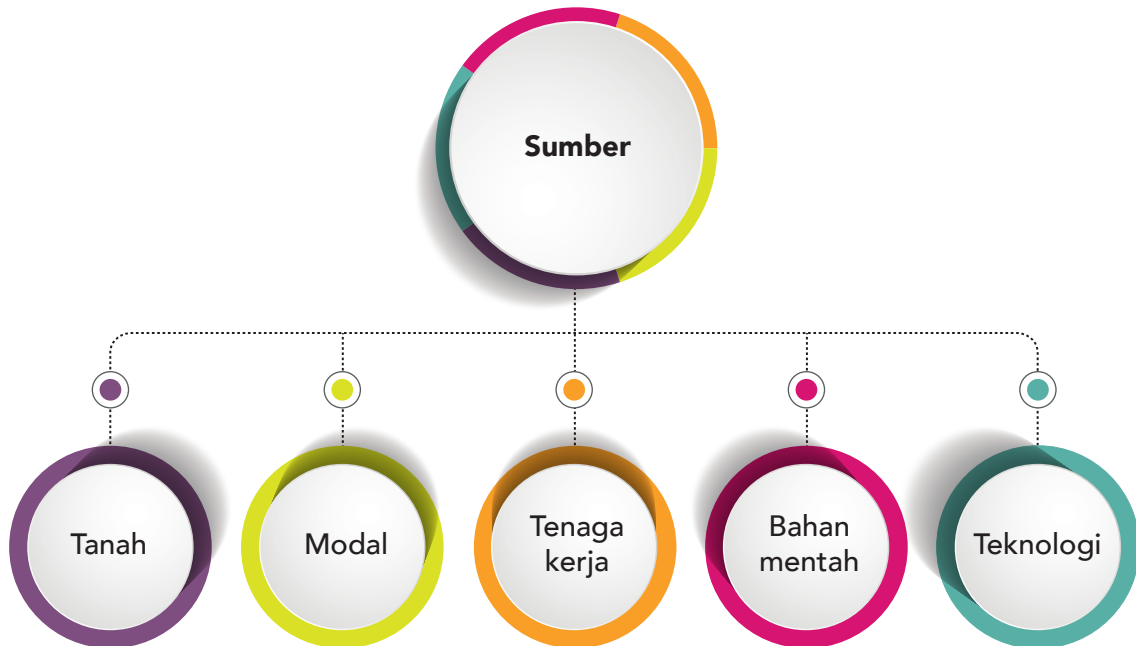 Sumber
Tanah
Modal
Tenaga
kerja
Bahan
mentah
Teknologi